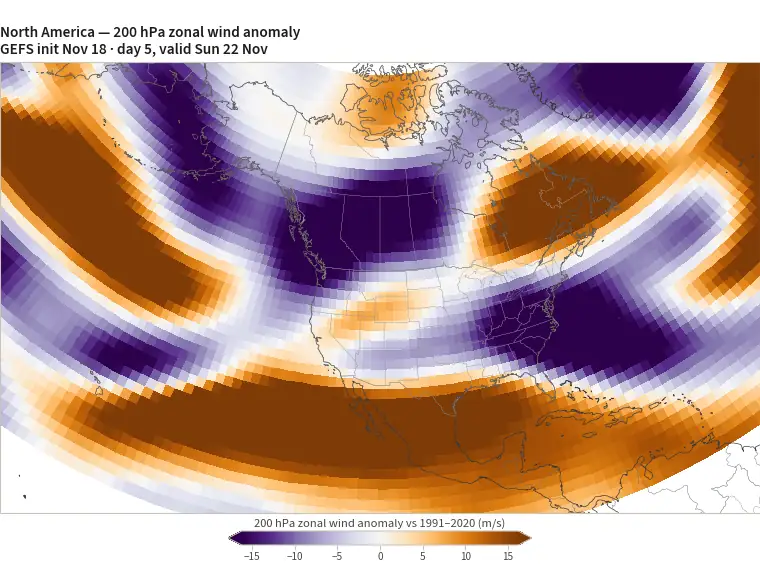 North America — 200 hPa zonal wind anomaly
GEFS init Nov 18 · day 5, valid Sun 22 Nov
200 hPa zonal wind anomaly vs 1991–2020 (m/s)
−15 −10 −5 0 5 10 15